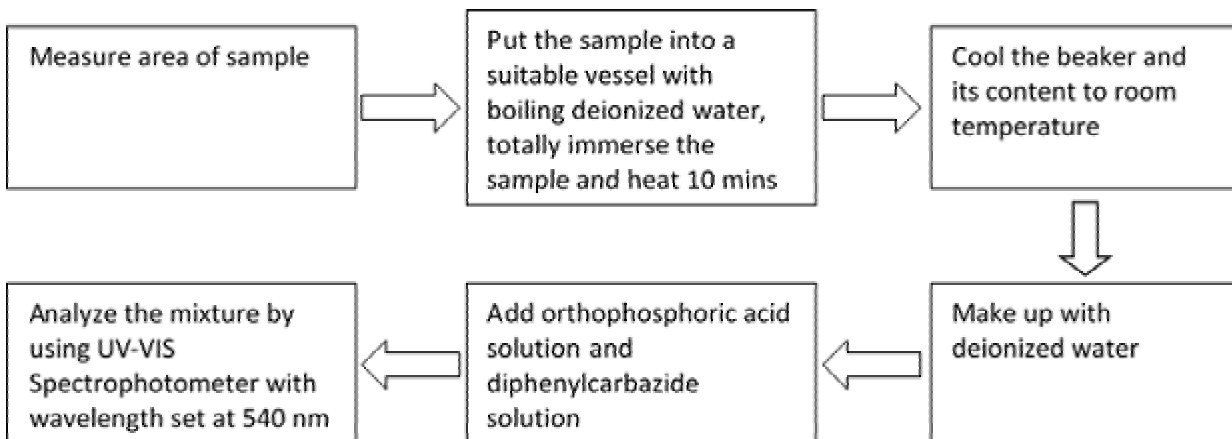 Measure area of sample
Put the sample into a
suitable vessel with
boiling deionized water,
totally immerse the
sample and heat 10 mins
Cool the beaker and
its content to room
temperature
Make up with
deionized water
Add orthophosphoric acid
solution and
diphenylcarbazide
solution
Analyze the mixture by
using UV-VIS
Spectrophotometer with
wavelength set at 540 nm